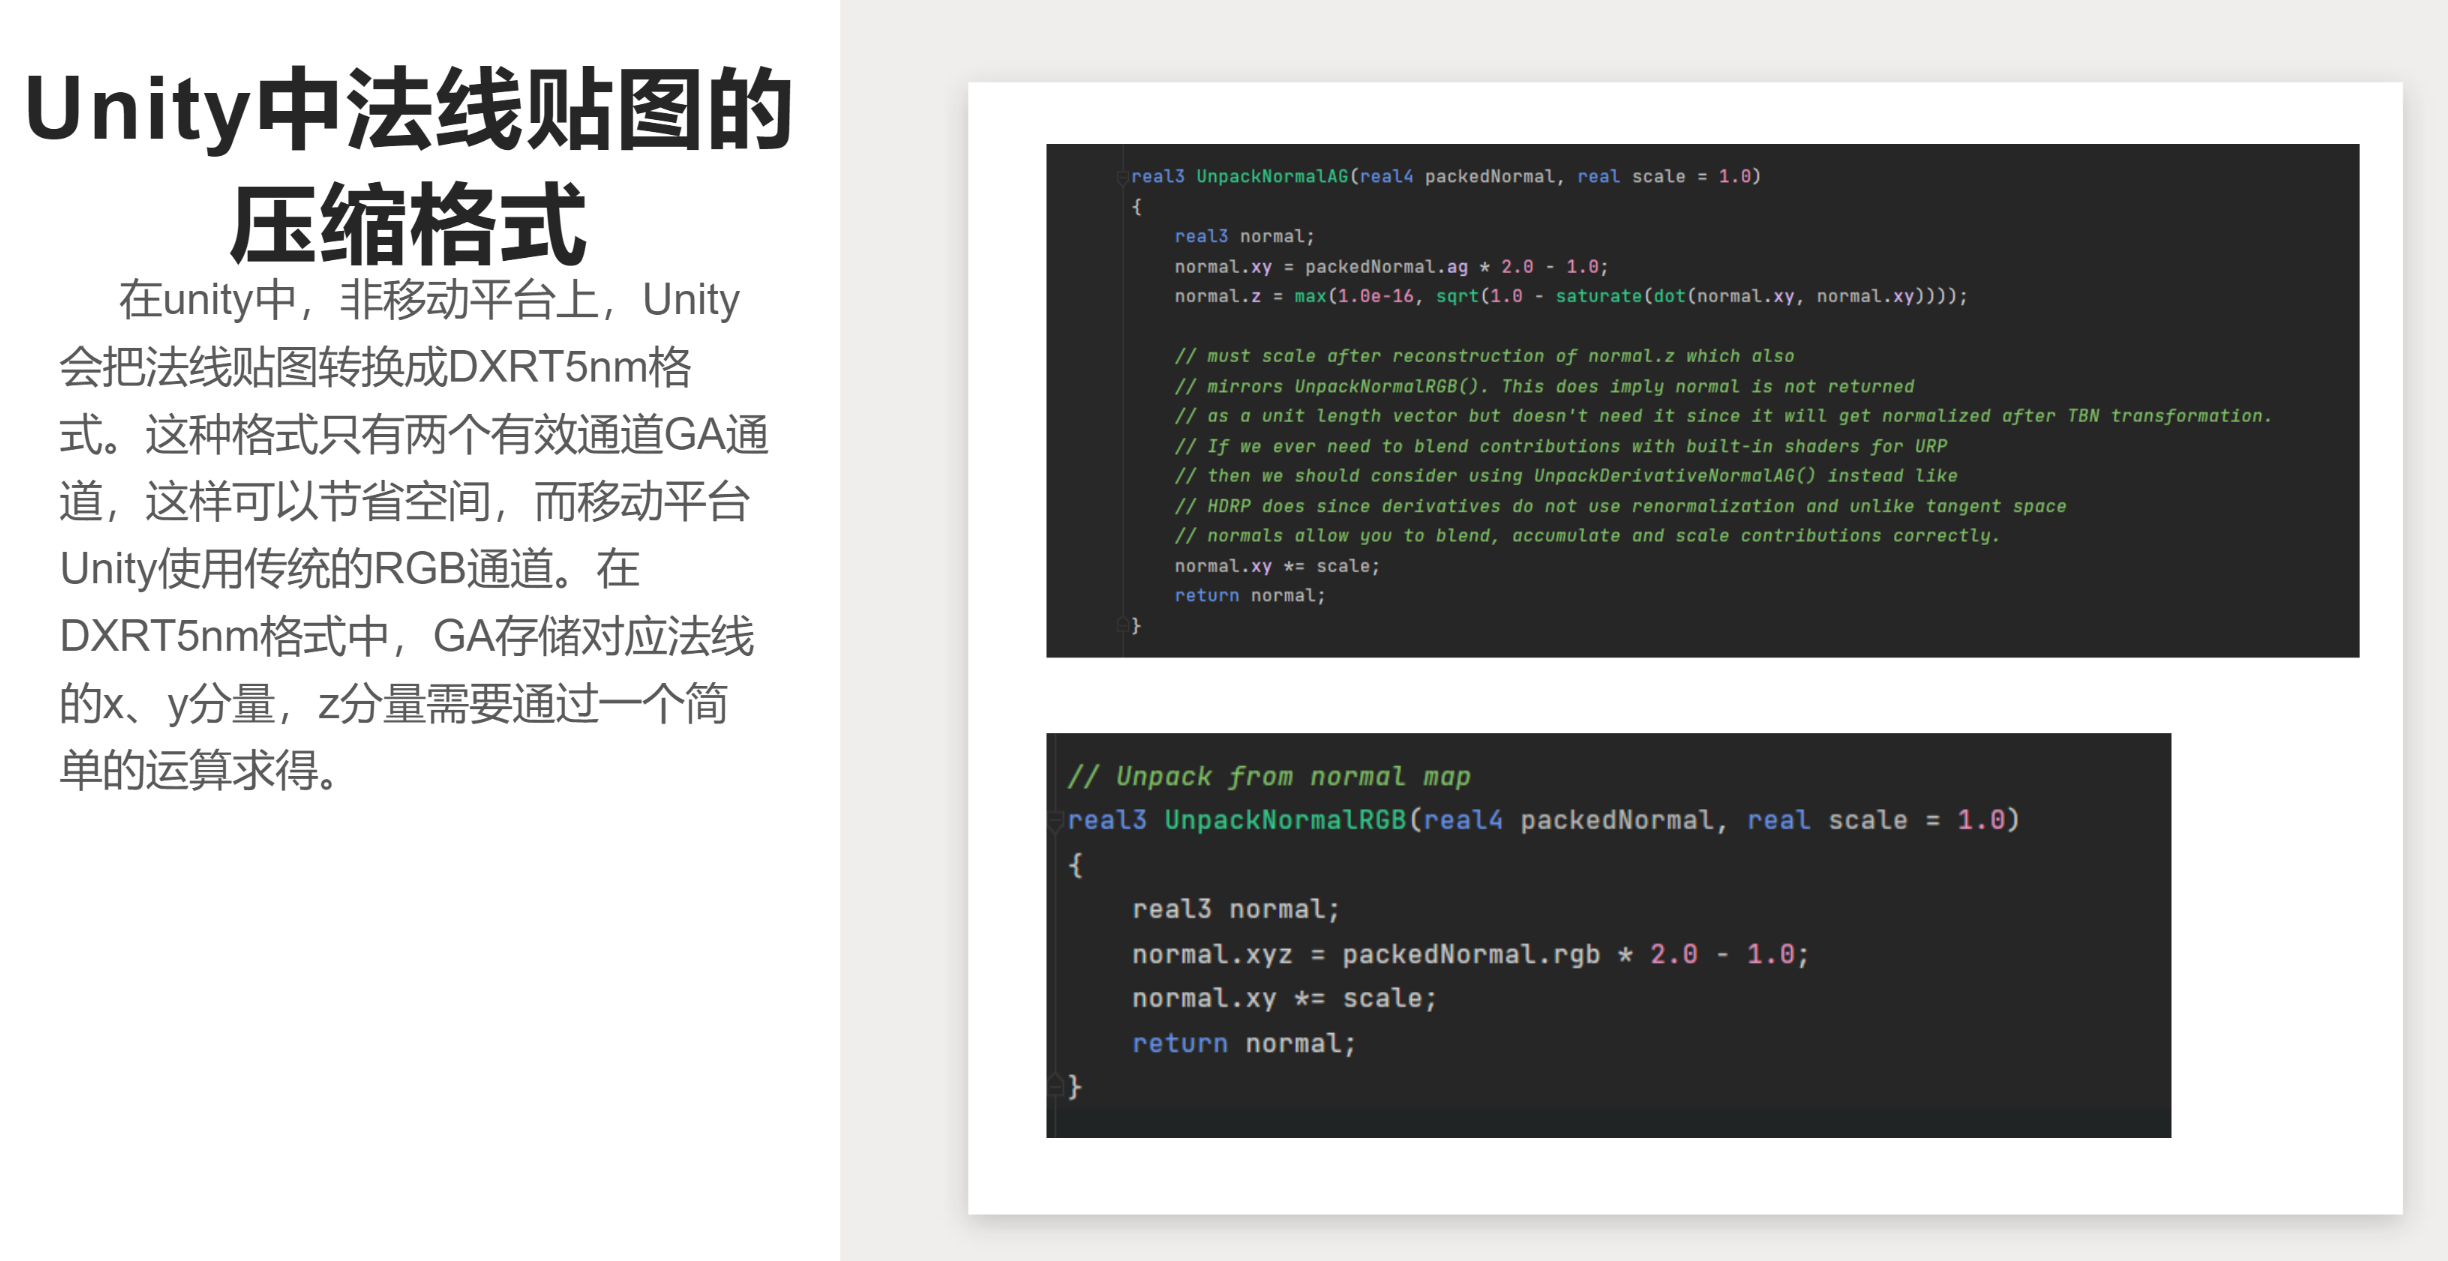 Unity中法线贴图的
压缩格式
在unity中，非移动平台上，Unity
会把法线贴图转换成DXRT5nm格
式。这种格式只有两个有效通道GA通
道，这样可以节省空间，而移动平台
Unity使用传统的RGB通道。在
DXRT5nm格式中，GA存储对应法线
的x、y分量，z分量需要通过一个简
单的运算求得。
real3 UnpackNormalAG(real4 packedNormal, real scale = 1.0)
{
    real3 normal;
    normal.xy = packedNormal.ag * 2.0 - 1.0;
    normal.z = max(1.0e-16, sqrt(1.0 - saturate(dot(normal.xy, normal.xy))));
    // must scale after reconstruction of normal.z which also
    // mirrors UnpackNormalRGB(). This does imply normal is not returned
    // as a unit length vector but doesn't need it since it will get normalized after TBN transformation.
    // If we ever need to blend contributions with built-in shaders for URP
    // then we should consider using UnpackDerivativeNormalAG() instead like
    // HDRP does since derivatives do not use renormalization and unlike tangent space
    // normals allow you to blend, accumulate and scale contributions correctly.
    normal.xy *= scale;
    return normal;
}
// Unpack from normal map
real3 UnpackNormalRGB(real4 packedNormal, real scale = 1.0)
{
    real3 normal;
    normal.xyz = packedNormal.rgb * 2.0 - 1.0;
    normal.xy *= scale;
    return normal;
}